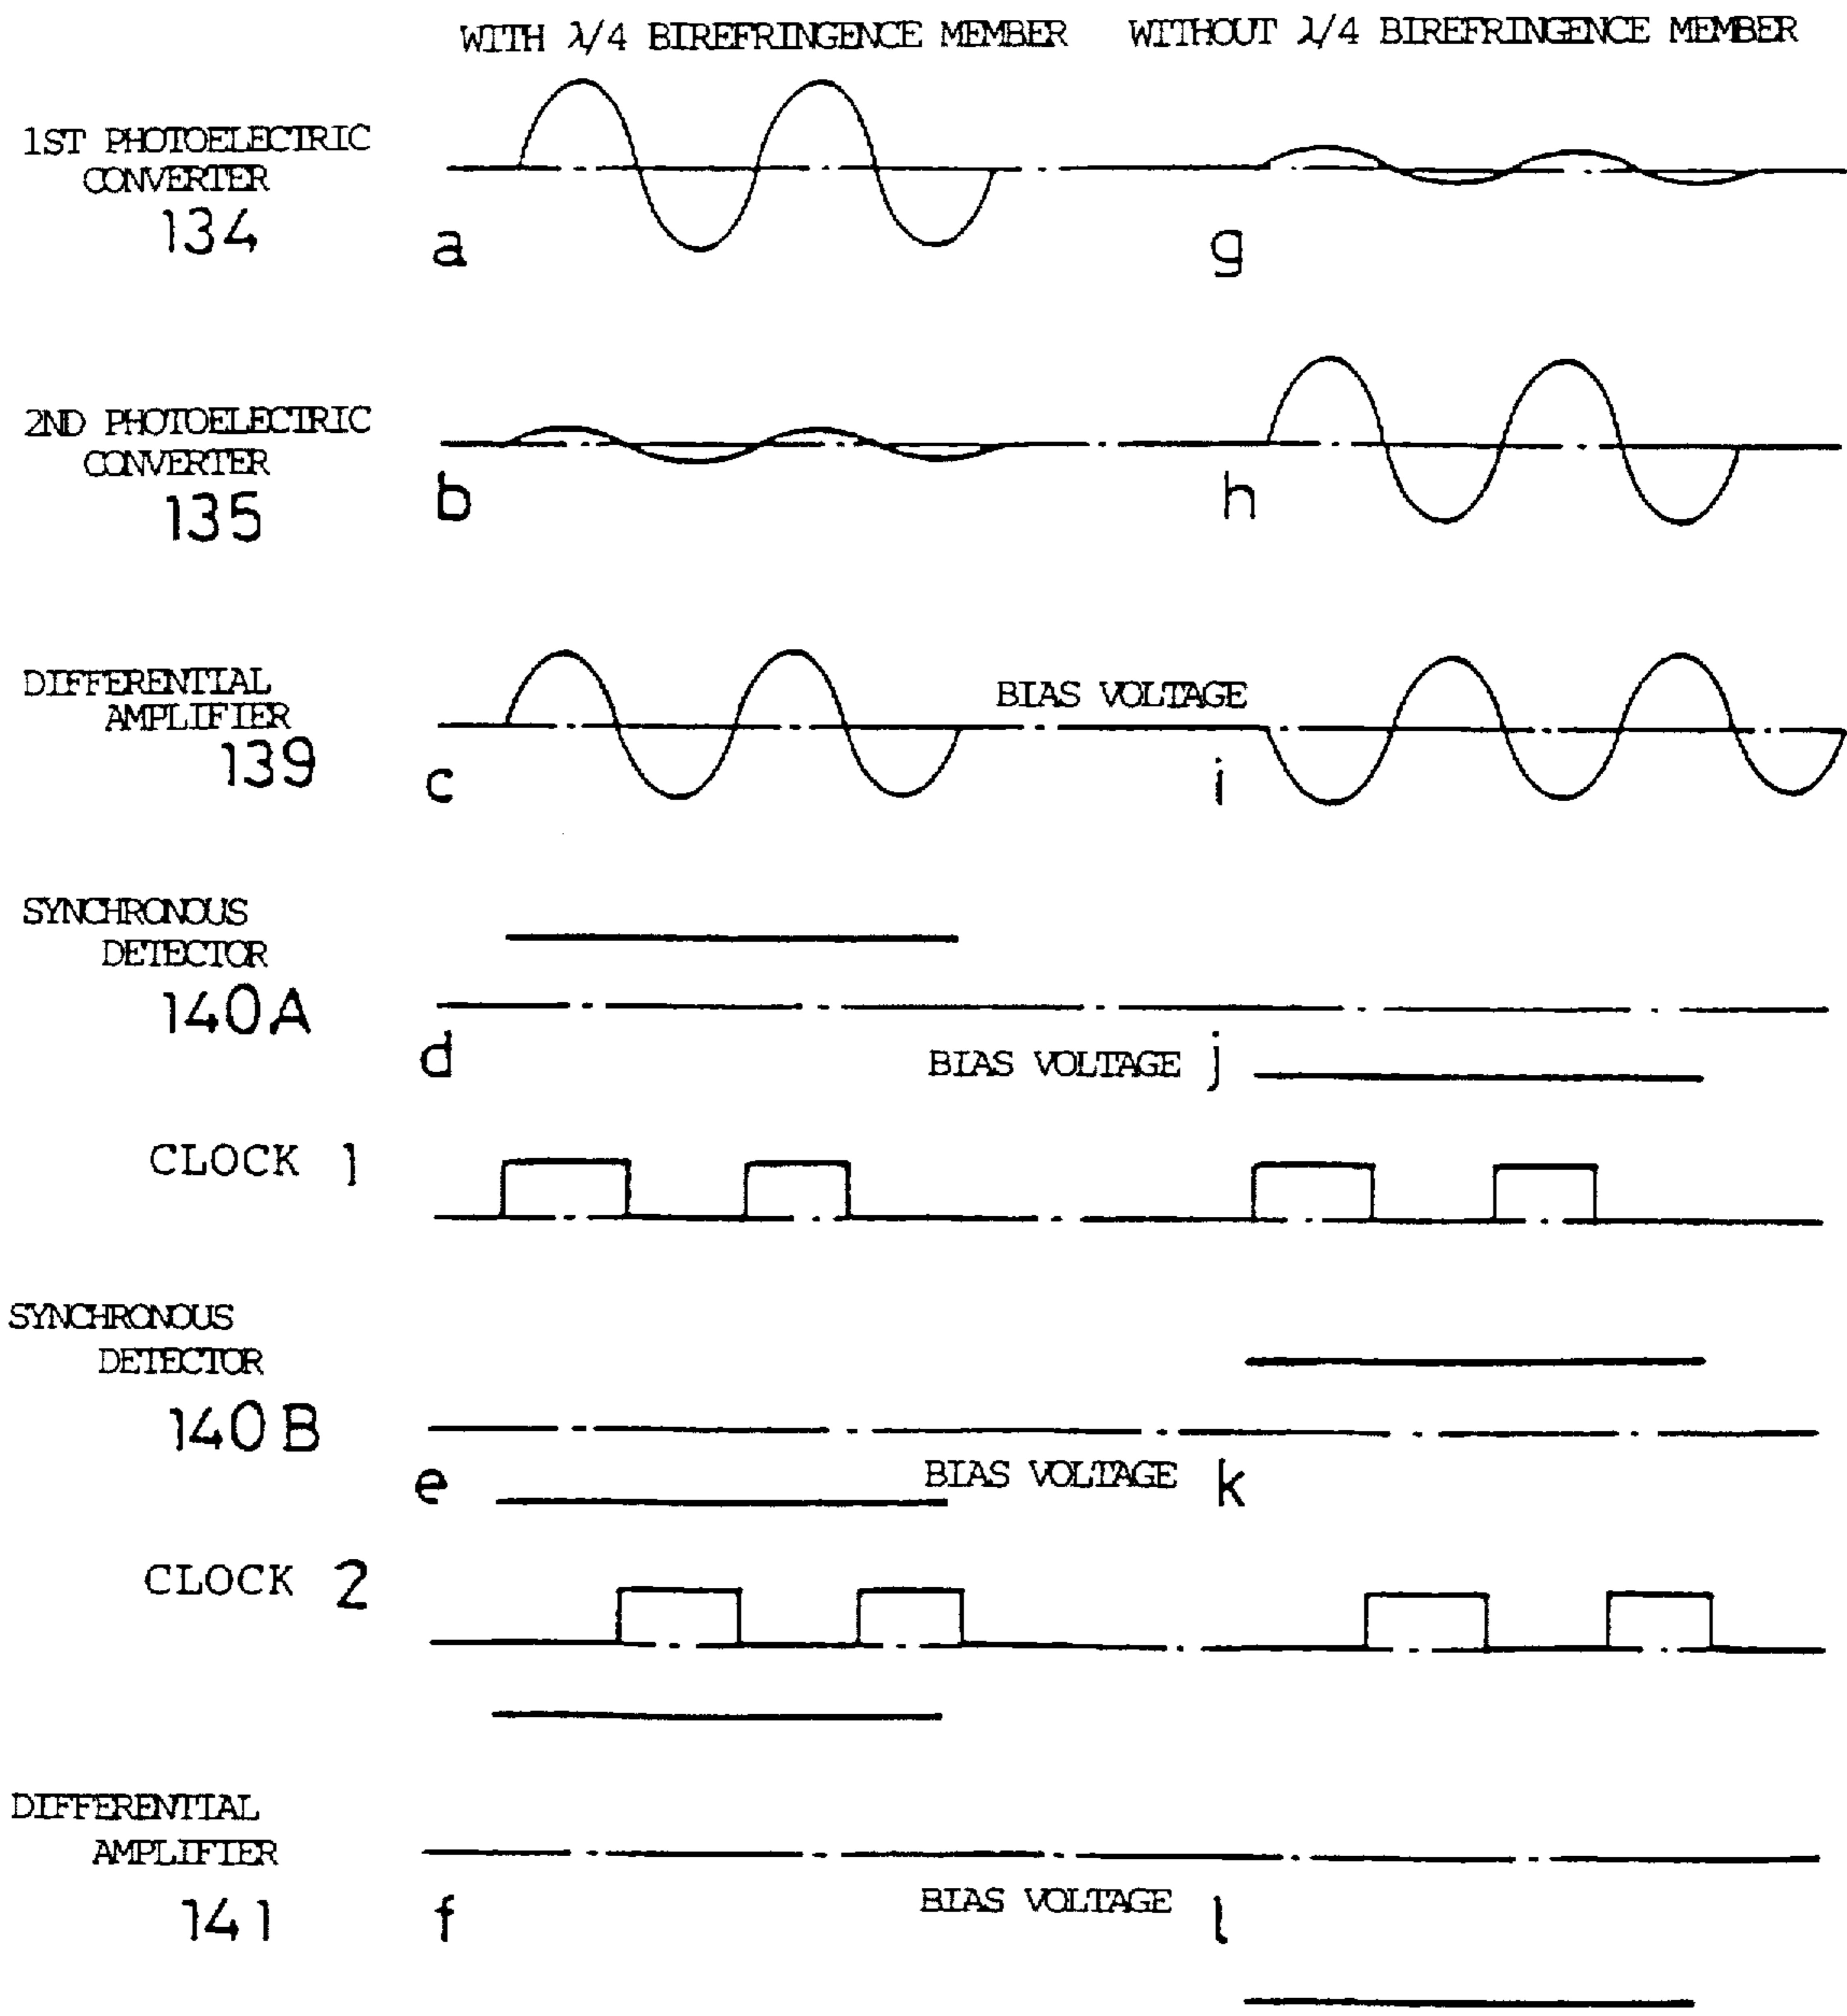 WITH λ/4 BIREFRINGENCE MEMBER WITHOUT λ/4 BIREFRINGENCE MEMBER
1ST PHOTOELECTRIC
CONVERTER
134
a
g
2ND PHOTOELECTRIC
CONVERTER
135
b
h
DIFFERENTIAL
AMPLIFIER
139
c
BIAS VOLTAGE
i
SYNCHRONOUS
DETECTOR
140A
d
BIAS VOLTAGE
j
CLOCK 1
SYNCHRONOUS
DETECTOR
140B
e
BIAS VOLTAGE
k
CLOCK 2
DIFFERENTIAL
AMPLIFIER
141
f
BIAS VOLTAGE
l